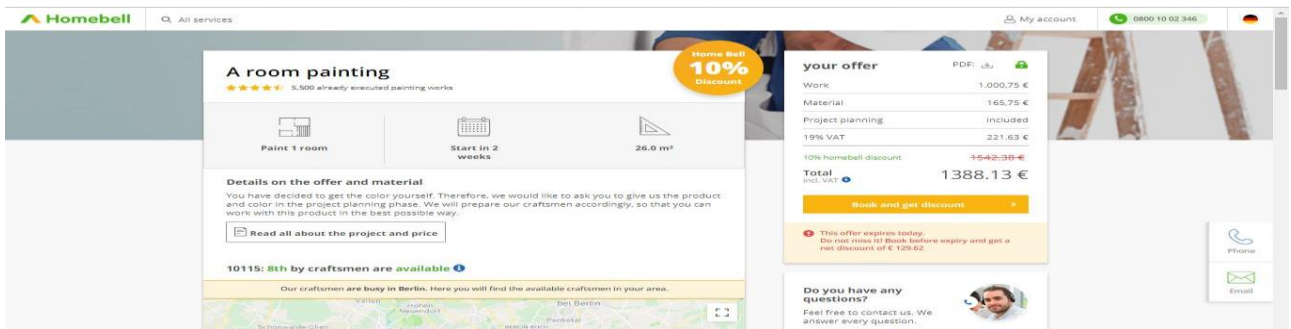 Homebell
All services
My account
0800 10 02 346
A room painting
5,500 already executed painting works
Home Bell
10%
Discount
Paint 1 room
Start in 2
weeks
26.0 m²
Details on the offer and material
You have decided to get the color yourself. Therefore, we would like to ask you to give us the product
and color in the project planning phase. We will prepare our craftsmen accordingly, so that you can
work with this product in the best possible way.
Read all about the project and price
10115: 8th by craftsmen are available
Our craftsmen are busy in Berlin. Here you will find the available craftsmen in your area.
Velten
Hohen
Neuendorf
bei Berlin
Schönwalde-Glien
Panketal
your offer
PDF:
Work 1.000,75 €
Material 165,75 €
Project planning included
19% VAT 221.63 €
10% homebell discount 1542.38 €
Total 1388.13 €
incl. VAT
Book and get discount
This offer expires today.
Do not miss it! Book before expiry and get a
net discount of € 129.62
Do you have any
questions?
Feel free to contact us. We
answer every question.
Phone
Email